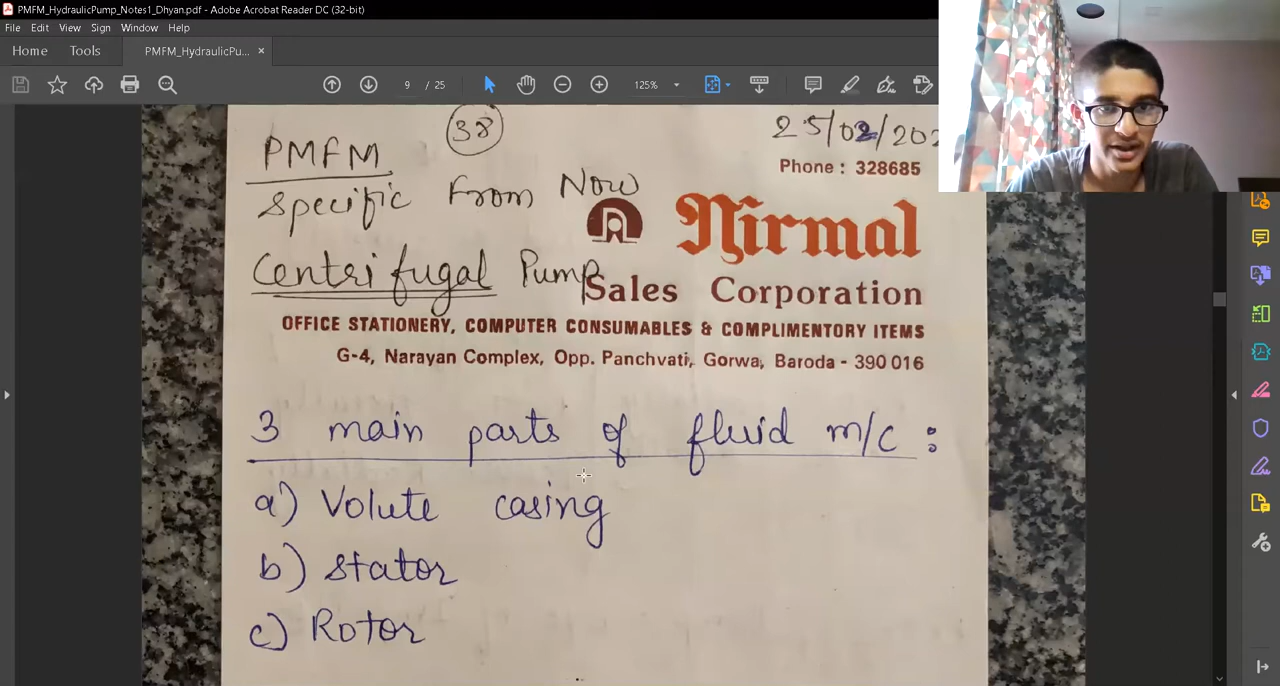 PMFM_HydraulicPump_Notes1_Dhyan.pdf - Adobe Acrobat Reader DC (32-bit)
File Edit View Sign Window Help
Home Tools PMFM_HydraulicPu... ×
9 / 25 125%
38
25/02/202
PMFM
Phone : 328685
Specific From Now
Nirmal
Centrifugal Pump
Sales Corporation
OFFICE STATIONERY, COMPUTER CONSUMABLES & COMPLIMENTORY ITEMS
G-4, Narayan Complex, Opp. Panchvati, Gorwa, Baroda - 390 016
3 main parts of fluid m/c :
a) Volute casing
b) Stator
c) Rotor